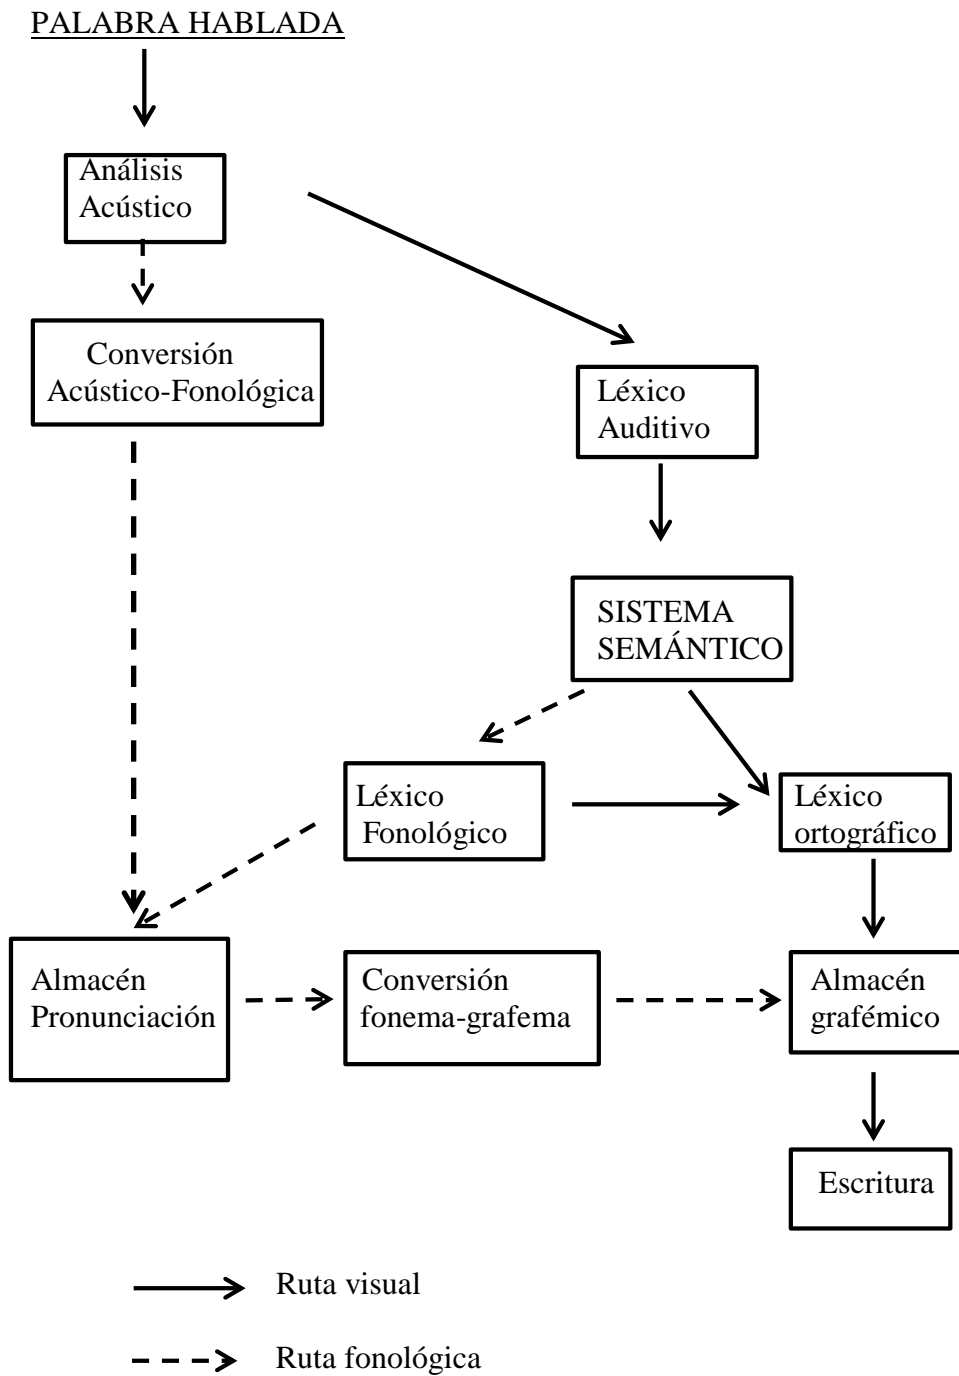 PALABRA HABLADA
Análisis
Acústico
Conversión
Acústico-Fonológica
Léxico
Auditivo
SISTEMA
SEMÁNTICO
Léxico
Fonológico
Léxico
ortográfico
Almacén
Pronunciación
Conversión
fonema-grafema
Almacén
grafémico
Escritura
Ruta visual
Ruta fonológica